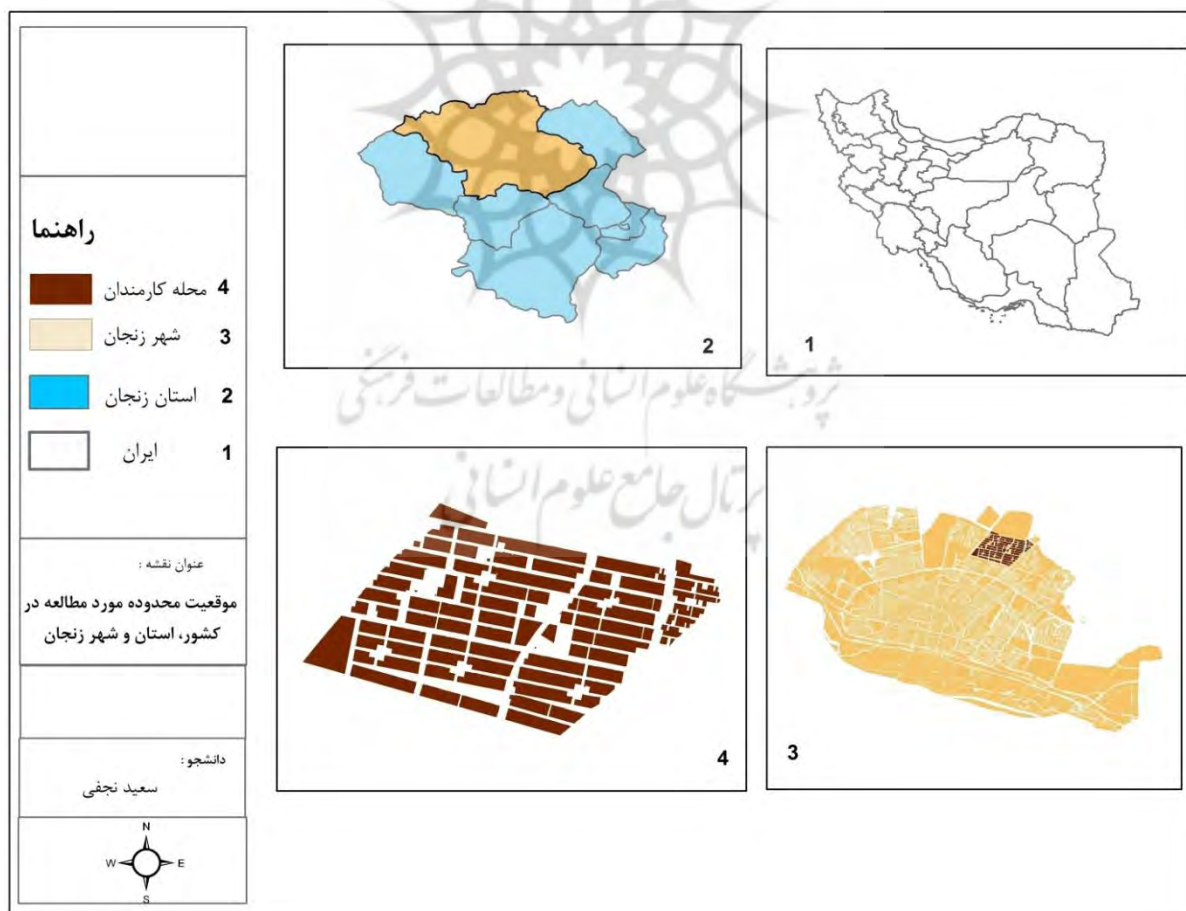 راهنما
محله کارمندان 4
شهر زنجان 3
استان زنجان 2
ایران 1
عنوان نقشه :
موقعیت محدوده مورد مطالعه در
کشور، استان و شهر زنجان
دانشجو :
سعید نجفی
N
W E
S
1
2
3
4
پژوهشگاه علوم انسانی و مطالعات فرهنگی
پرتال جامع علوم انسانی